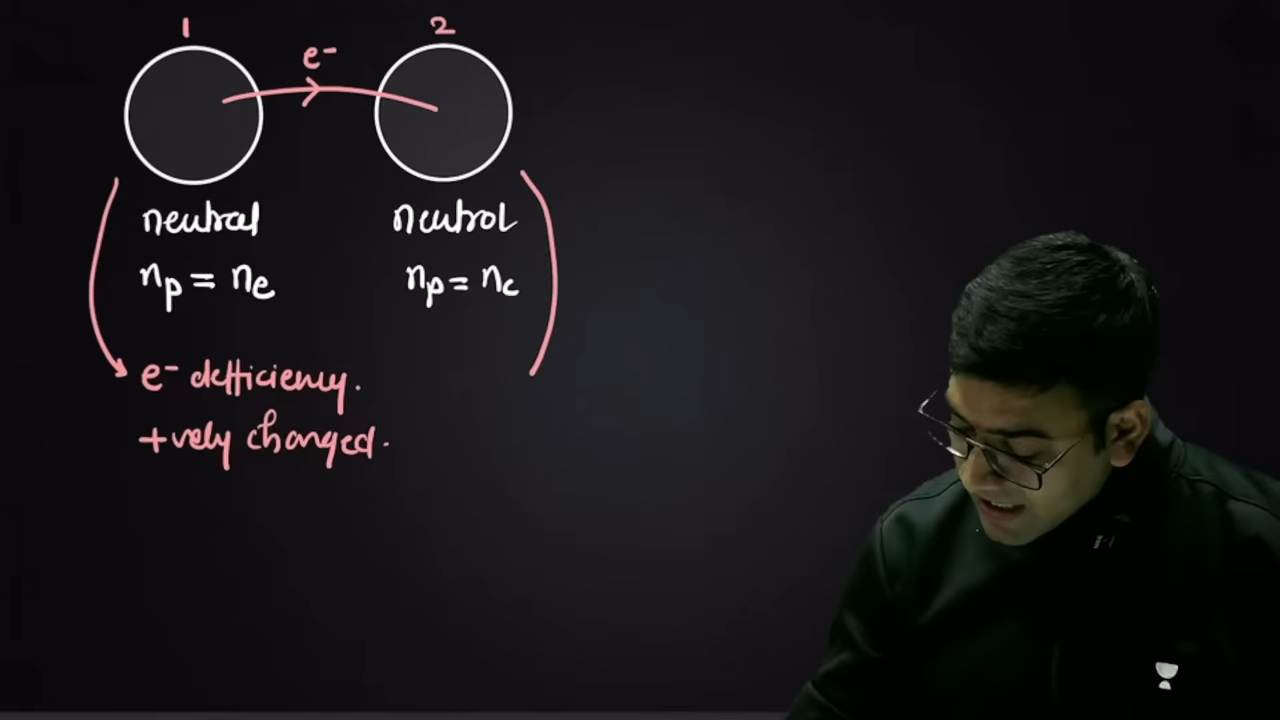 1 2
e⁻
neutral neutrol
np = ne np = nc
e⁻ defficiency.
+vely changed.